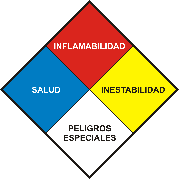 INFLAMABILIDAD
SALUD
INESTABILIDAD
PELIGROS
ESPECIALES